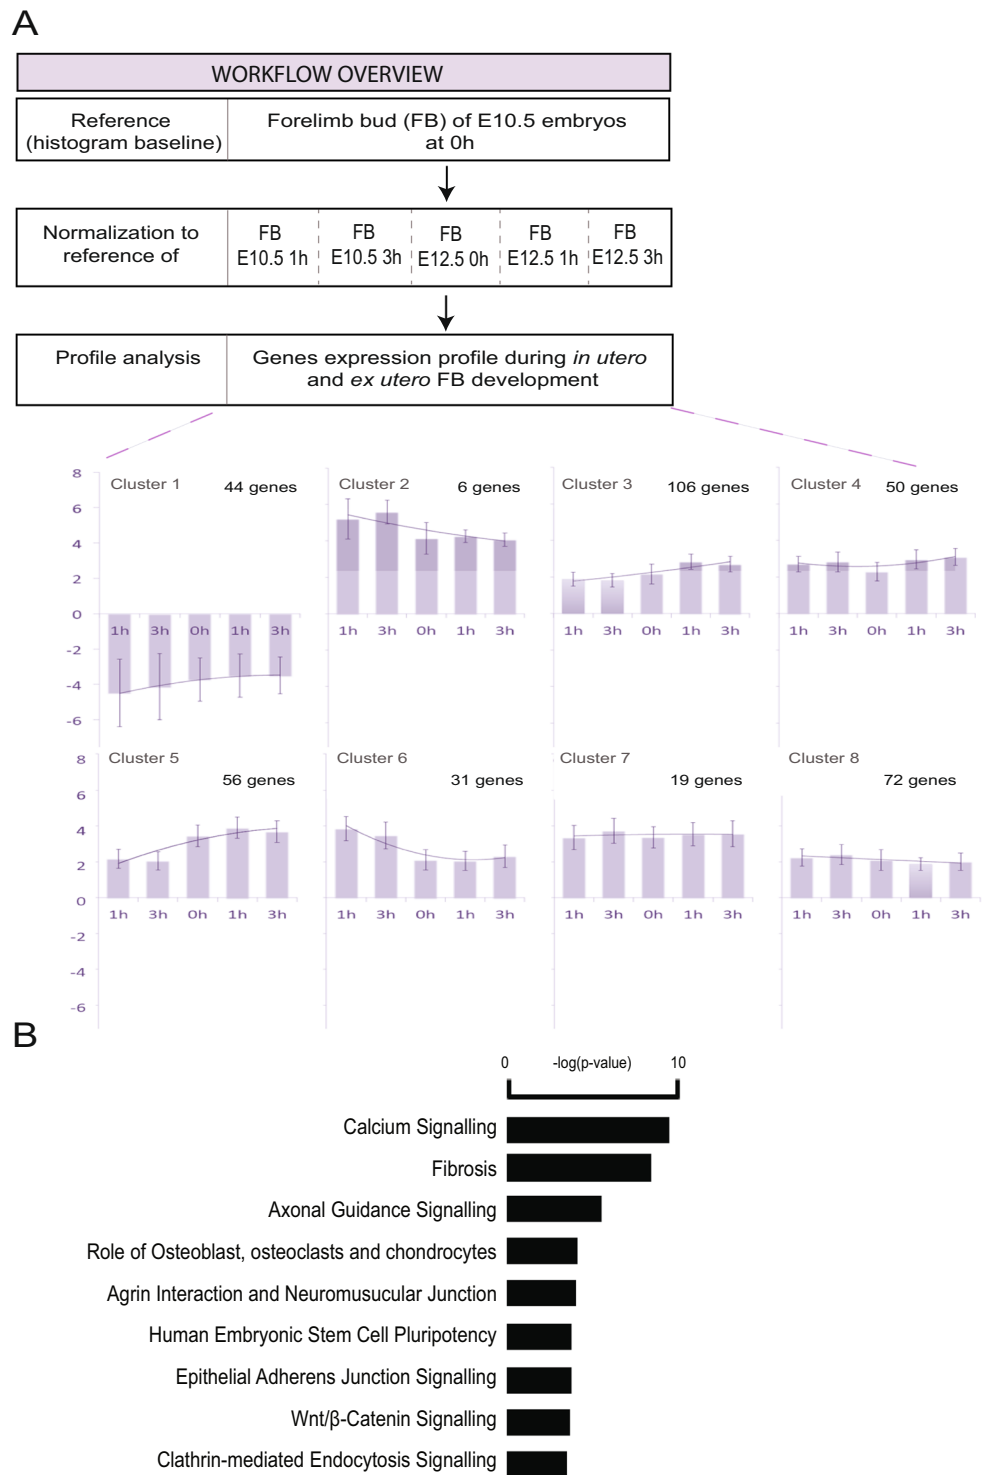 A
WORKFLOW OVERVIEW
Reference
(histogram baseline)
Forelimb bud (FB) of E10.5 embryos
at 0h
Normalization to
reference of
FB
E10.5 1h
FB
E10.5 3h
FB
E12.5 0h
FB
E12.5 1h
FB
E12.5 3h
Profile analysis
Genes expression profile during in utero
and ex utero FB development
8
6
4
2
0
-2
-4
-6
Cluster 1
44 genes
1h 3h 0h 1h 3h
Cluster 2
6 genes
1h 3h 0h 1h 3h
Cluster 3
106 genes
1h 3h 0h 1h 3h
Cluster 4
50 genes
1h 3h 0h 1h 3h
8
6
4
2
0
-2
-4
-6
Cluster 5
56 genes
1h 3h 0h 1h 3h
Cluster 6
31 genes
1h 3h 0h 1h 3h
Cluster 7
19 genes
1h 3h 0h 1h 3h
Cluster 8
72 genes
1h 3h 0h 1h 3h
B
0 -log(p-value) 10
Calcium Signalling
Fibrosis
Axonal Guidance Signalling
Role of Osteoblast, osteoclasts and chondrocytes
Agrin Interaction and Neuromusucular Junction
Human Embryonic Stem Cell Pluripotency
Epithelial Adherens Junction Signalling
Wnt/β-Catenin Signalling
Clathrin-mediated Endocytosis Signalling